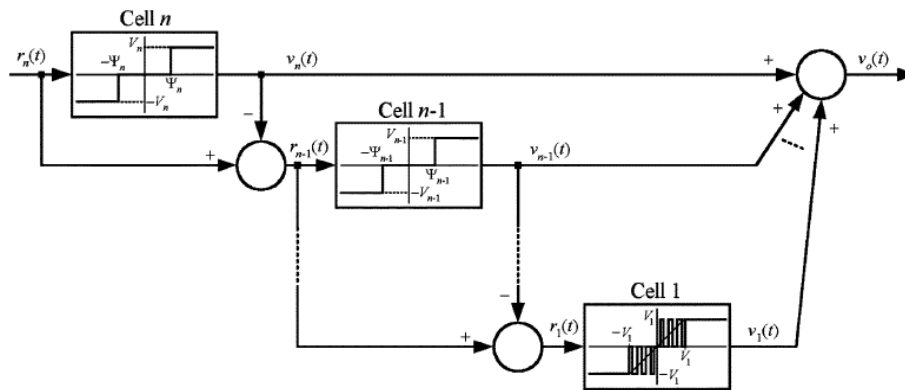 Cell n
r_n(t)
V_n
−Ψ_n
Ψ_n
−V_n
v_n(t)
+
v_o(t)
−
Cell n-1
+
+
+
r_{n-1}(t)
V_{n-1}
−Ψ_{n-1}
Ψ_{n-1}
−V_{n-1}
v_{n-1}(t)
−
Cell 1
+
r_1(t)
V_1
−V_1
V_1
−V_1
v_1(t)